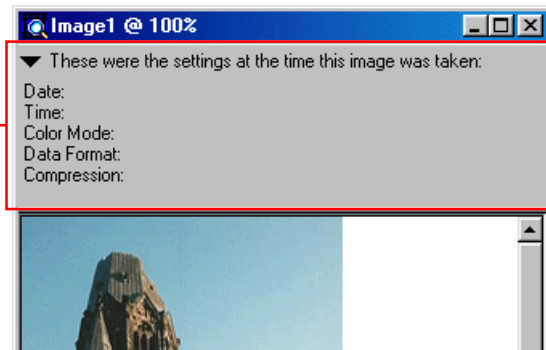 Image1 @ 100%
These were the settings at the time this image was taken:
Date:
Time:
Color Mode:
Data Format:
Compression: